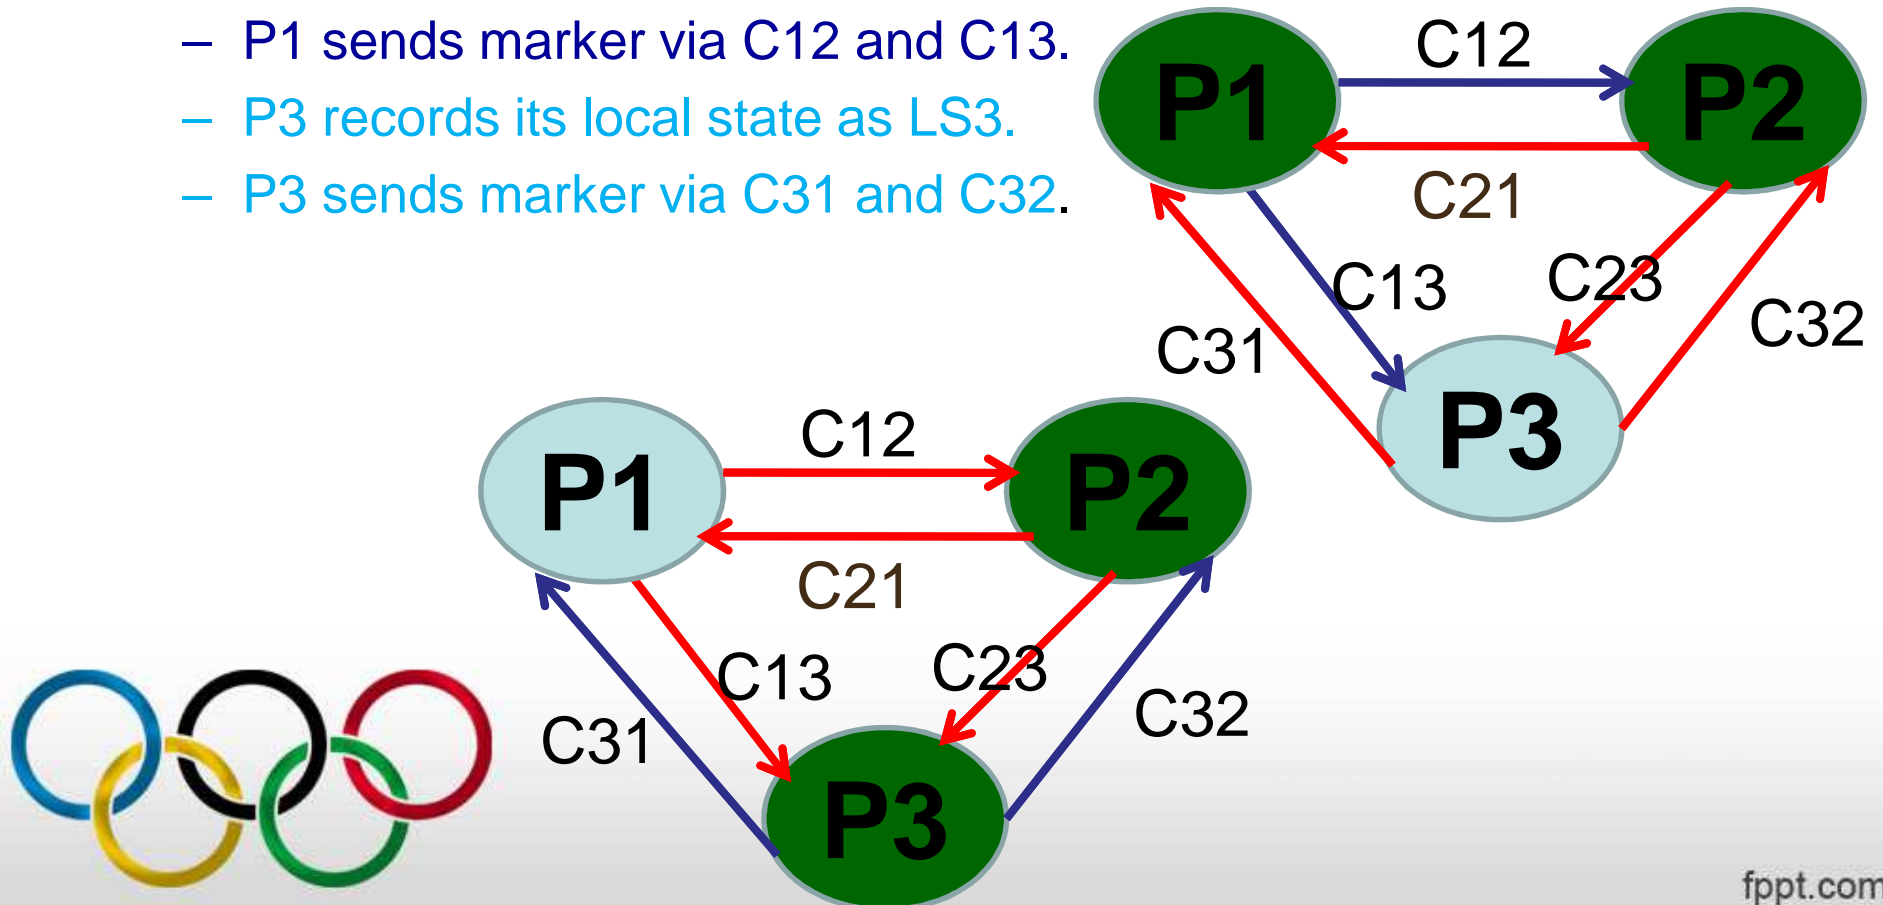 – P1 sends marker via C12 and C13.
– P3 records its local state as LS3.
– P3 sends marker via C31 and C32.
C12
P1
P2
C21
C13
C23
C31
C32
P3
C12
P1
P2
C21
C13
C23
C31
C32
P3
fppt.com